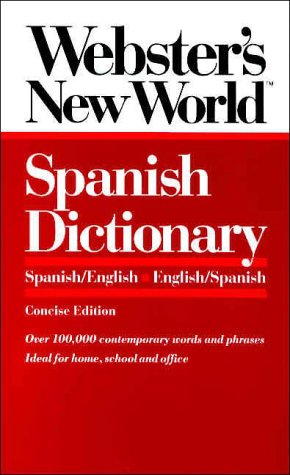 Webster's
New World™
Spanish
Dictionary
Spanish/English ■ English/Spanish
Concise Edition
Over 100,000 contemporary words and phrases
Ideal for home, school and office